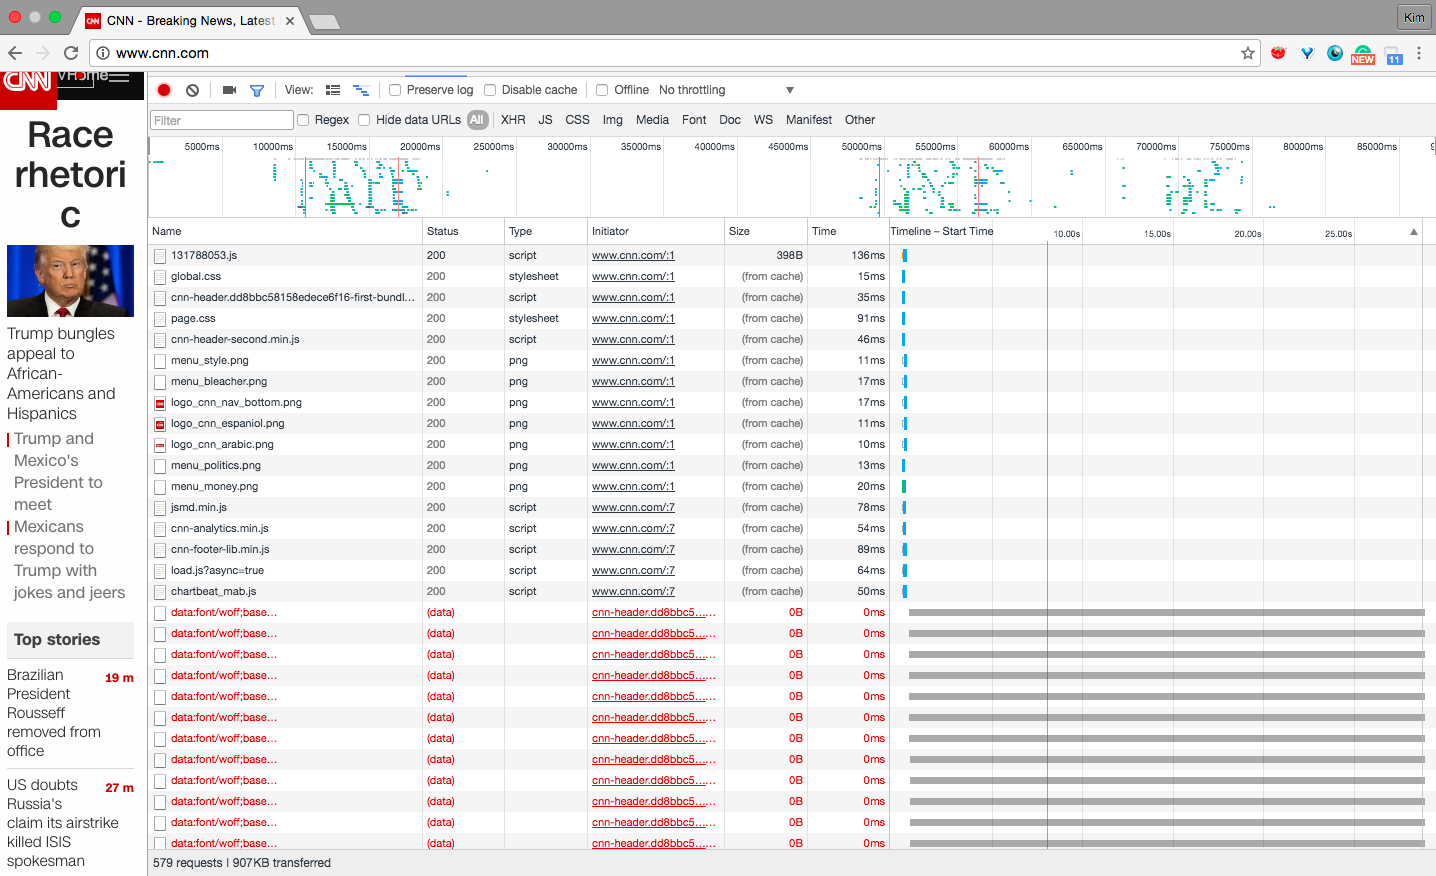 CNN - Breaking News, Latest
Kim
www.cnn.com
NEW
11
CNN
Home
Race
rhetori
c
Trump bungles
appeal to
African-
Americans and
Hispanics
Trump and
Mexico's
President to
meet
Mexicans
respond to
Trump with
jokes and jeers
Top stories
Brazilian 19 m
President
Rousseff
removed from
office
US doubts 27 m
Russia's
claim its airstrike
killed ISIS
spokesman
View: Preserve log Disable cache Offline No throttling
Filter Regex Hide data URLs All XHR JS CSS Img Media Font Doc WS Manifest Other
5000ms 10000ms 15000ms 20000ms 25000ms 30000ms 35000ms 40000ms 45000ms 50000ms 55000ms 60000ms 65000ms 70000ms 75000ms 80000ms 85000ms 9
Name Status Type Initiator Size Time Timeline – Start Time 10.00s 15.00s 20.00s 25.00s
131788053.js 200 script www.cnn.com/:1 398B 136ms
global.css 200 stylesheet www.cnn.com/:1 (from cache) 15ms
cnn-header.dd8bbc58158edece6f16-first-bundl... 200 script www.cnn.com/:1 (from cache) 35ms
page.css 200 stylesheet www.cnn.com/:1 (from cache) 91ms
cnn-header-second.min.js 200 script www.cnn.com/:1 (from cache) 46ms
menu_style.png 200 png www.cnn.com/:1 (from cache) 11ms
menu_bleacher.png 200 png www.cnn.com/:1 (from cache) 17ms
logo_cnn_nav_bottom.png 200 png www.cnn.com/:1 (from cache) 17ms
logo_cnn_espaniol.png 200 png www.cnn.com/:1 (from cache) 11ms
logo_cnn_arabic.png 200 png www.cnn.com/:1 (from cache) 10ms
menu_politics.png 200 png www.cnn.com/:1 (from cache) 13ms
menu_money.png 200 png www.cnn.com/:1 (from cache) 20ms
jsmd.min.js 200 script www.cnn.com/:7 (from cache) 78ms
cnn-analytics.min.js 200 script www.cnn.com/:7 (from cache) 54ms
cnn-footer-lib.min.js 200 script www.cnn.com/:7 (from cache) 89ms
load.js?async=true 200 script www.cnn.com/:7 (from cache) 64ms
chartbeat_mab.js 200 script www.cnn.com/:7 (from cache) 50ms
data:font/woff;base... (data) cnn-header.dd8bbc5...... 0B 0ms
data:font/woff;base... (data) cnn-header.dd8bbc5...... 0B 0ms
data:font/woff;base... (data) cnn-header.dd8bbc5...... 0B 0ms
data:font/woff;base... (data) cnn-header.dd8bbc5...... 0B 0ms
data:font/woff;base... (data) cnn-header.dd8bbc5...... 0B 0ms
data:font/woff;base... (data) cnn-header.dd8bbc5...... 0B 0ms
data:font/woff;base... (data) cnn-header.dd8bbc5...... 0B 0ms
data:font/woff;base... (data) cnn-header.dd8bbc5...... 0B 0ms
data:font/woff;base... (data) cnn-header.dd8bbc5...... 0B 0ms
data:font/woff;base... (data) cnn-header.dd8bbc5...... 0B 0ms
data:font/woff;base... (data) cnn-header.dd8bbc5...... 0B 0ms
data:font/woff;base... (data) cnn-header.dd8bbc5...... 0B 0ms
579 requests | 907KB transferred